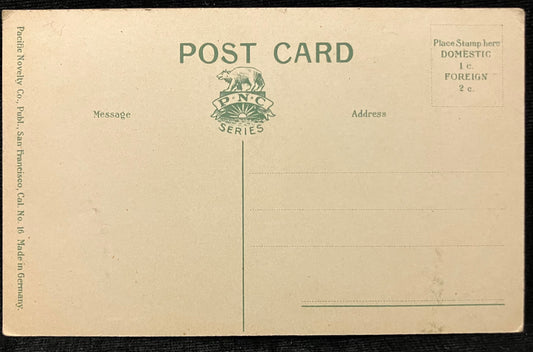 POST CARD
P·N·C
SERIES
Place Stamp here
DOMESTIC
1 c.
FOREIGN
2 c.
Message
Address
Pacific Novelty Co., Publ., San Francisco, Cal. No. 16 Made in Germany.